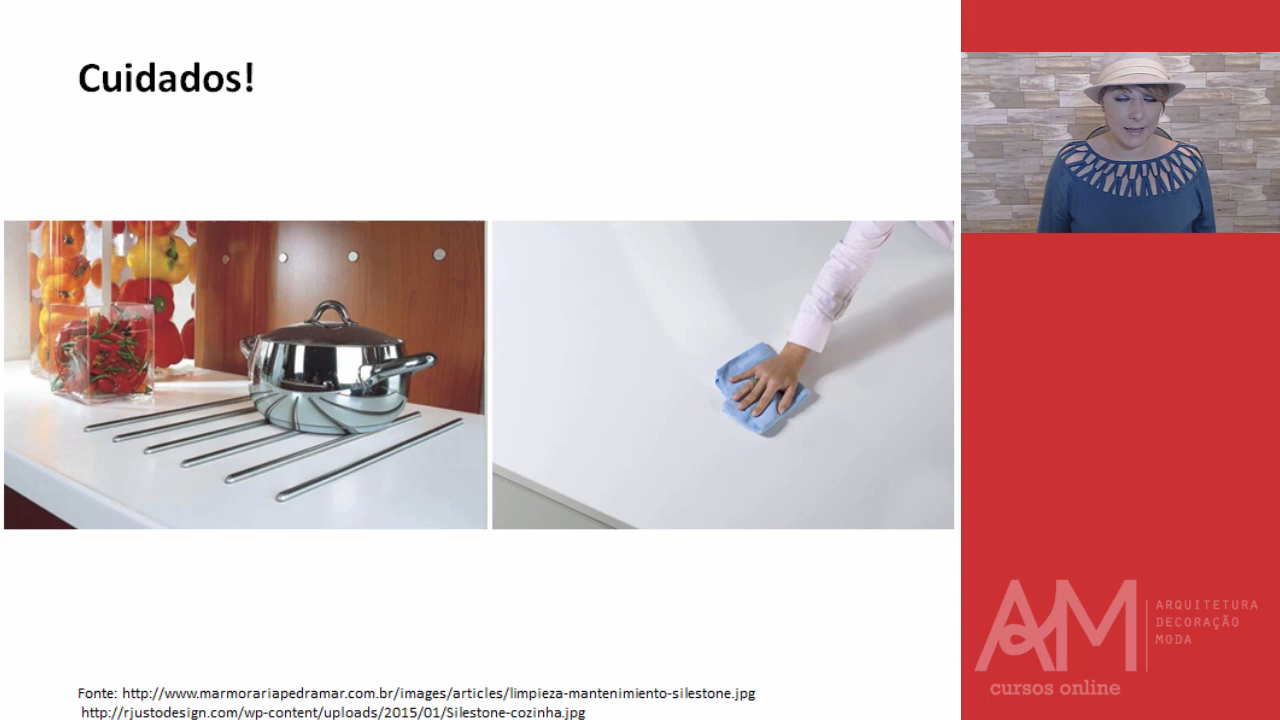 Cuidados!
Fonte: http://www.marmorariapedramar.com.br/images/articles/limpieza-mantenimiento-silestone.jpg
http://rjustodesign.com/wp-content/uploads/2015/01/Silestone-cozinha.jpg
AM
ARQUITETURA
DECORAÇÃO
MODA
cursos online